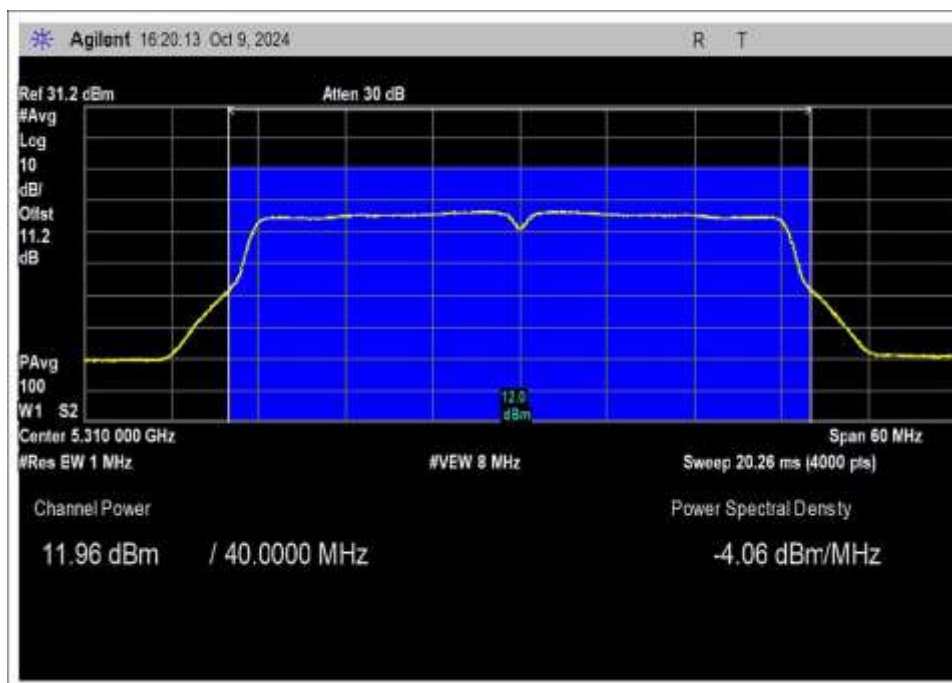 Agilent 16:20:13 Oct 9, 2024 R T
Ref 31.2 dBm Atten 30 dB
#Avg
Log
10
dB/
Offst
11.2
dB
PAvg
100
W1 S2
12.0
dBm
Center 5.310 000 GHz Span 60 MHz
#Res BW 1 MHz #VBW 8 MHz Sweep 20.26 ms (4000 pts)
Channel Power Power Spectral Density
11.96 dBm / 40.0000 MHz -4.06 dBm/MHz